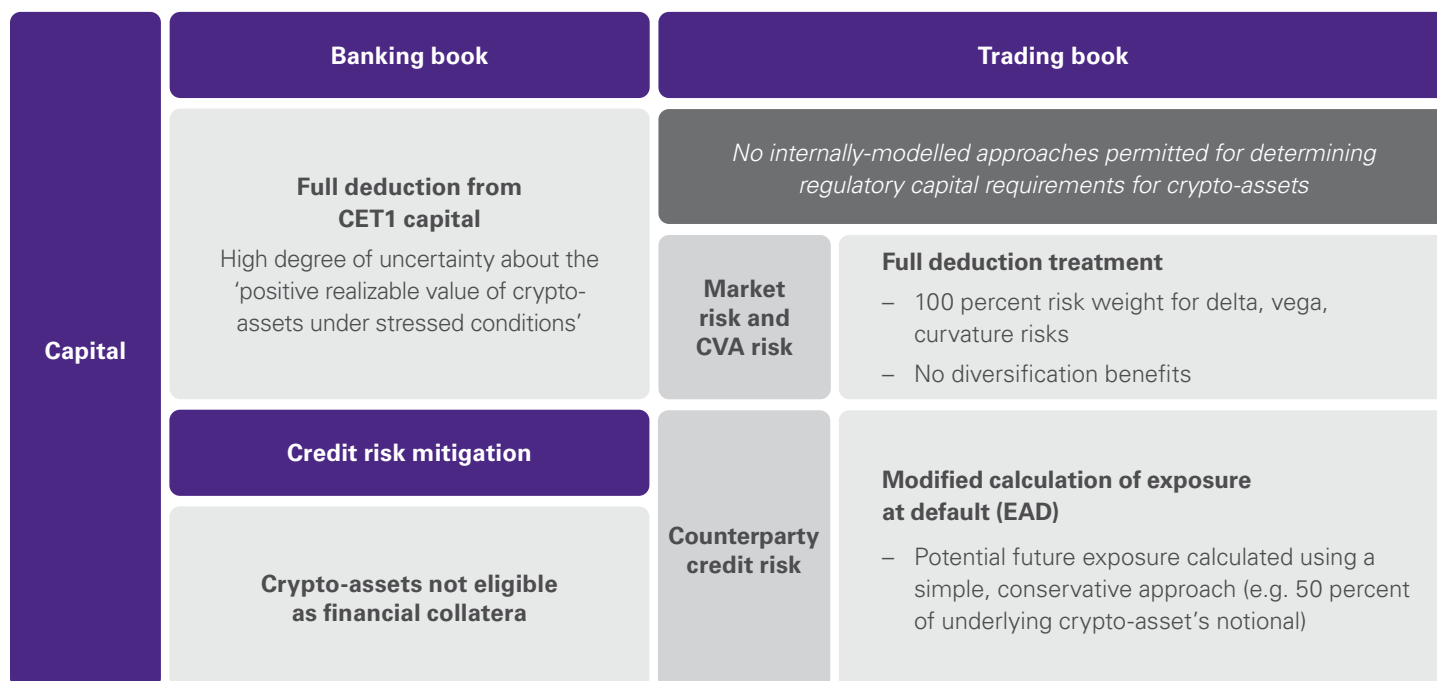 Capital
Banking book
Full deduction from
CET1 capital
High degree of uncertainty about the
‘positive realizable value of crypto-
assets under stressed conditions’
Credit risk mitigation
Crypto-assets not eligible
as financial collatera
Trading book
No internally-modelled approaches permitted for determining
regulatory capital requirements for crypto-assets
Market
risk and
CVA risk
Full deduction treatment
– 100 percent risk weight for delta, vega,
curvature risks
– No diversification benefits
Counterparty
credit risk
Modified calculation of exposure
at default (EAD)
– Potential future exposure calculated using a
simple, conservative approach (e.g. 50 percent
of underlying crypto-asset’s notional)